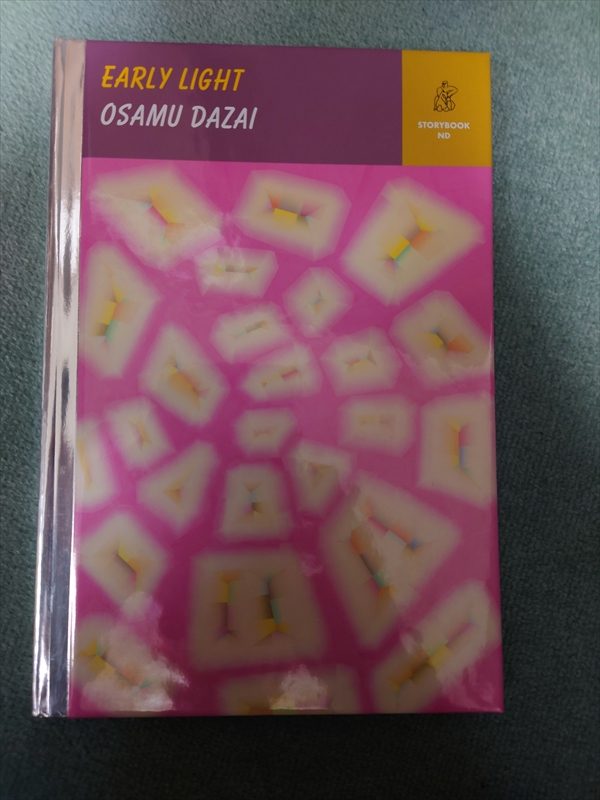 EARLY LIGHT
OSAMU DAZAI
STORYBOOK
ND